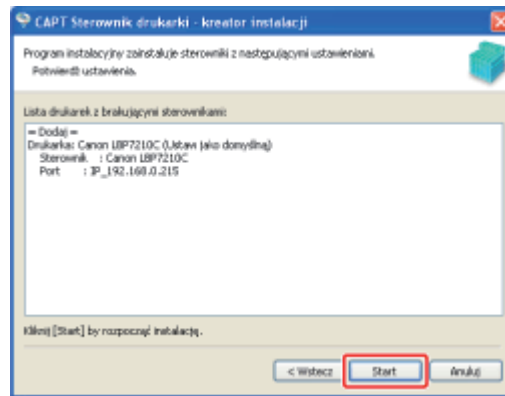 CAPT Sterownik drukarki - kreator instalacji
Program instalacyjny zainstaluje sterowniki z następującymi ustawieniami.
Potwierdź ustawienia.
Lista drukarek z brakującymi sterownikami:
= Dodaj =
Drukarka: Canon LBP7210C (Ustaw jako domyślną)
Sterownik : Canon LBP7210C
Port : IP_192.168.0.215
Kliknij [Start] by rozpocząć instalację.
< Wstecz
Start
Anuluj